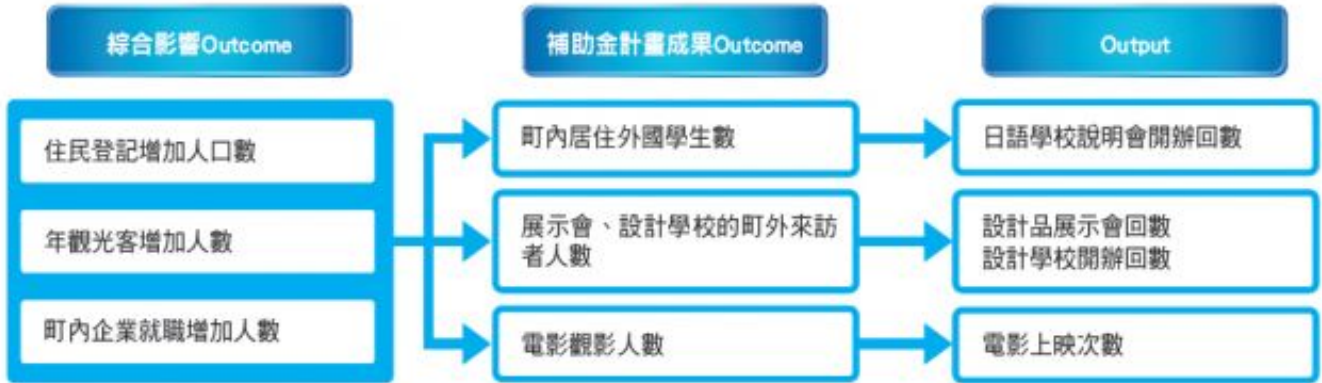 綜合影響Outcome
補助金計畫成果Outcome
Output
住民登記增加人口數
年觀光客增加人數
町內企業就職增加人數
町內居住外國學生數
展示會、設計學校的町外來訪
者人數
電影觀影人數
日語學校說明會開辦回數
設計品展示會回數
設計學校開辦回數
電影上映次數